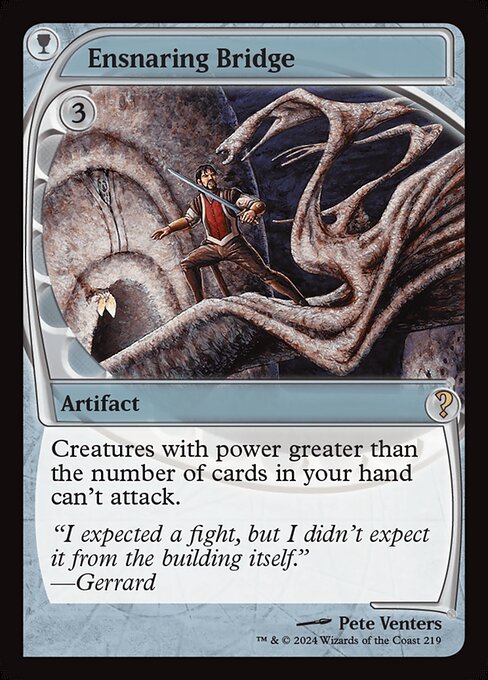 Ensnaring Bridge
3
Artifact
?
Creatures with power greater than
the number of cards in your hand
can't attack.
“I expected a fight, but I didn't expect
it from the building itself.”
—Gerrard
Pete Venters
™ & © 2024 Wizards of the Coast 219